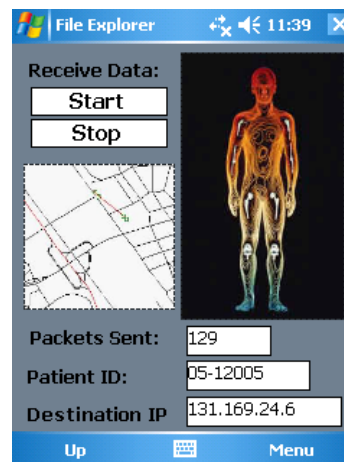 File Explorer 11:39 X
Receive Data:
Start
Stop
Packets Sent: 129
Patient ID: 05-12005
Destination IP 131.169.24.6
Up Menu